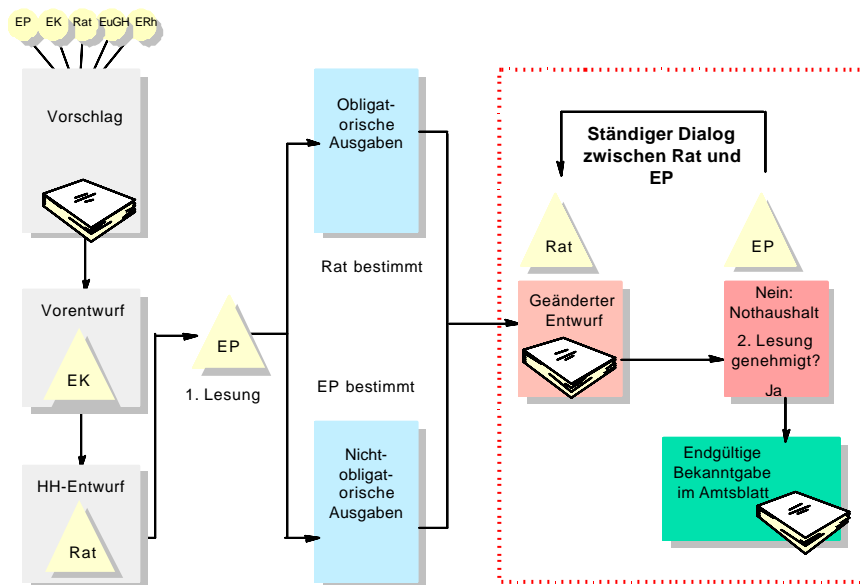 EP EK Rat EuGH ERh
Vorschlag
Vorentwurf
EK
HH-Entwurf
Rat
EP
1. Lesung
Obligat-
orische
Ausgaben
Rat bestimmt
EP bestimmt
Nicht-
obligat-
orische
Ausgaben
Ständiger Dialog
zwischen Rat und
EP
Rat
EP
Geänderter
Entwurf
Nein:
Nothaushalt
2. Lesung
genehmigt?
Ja
Endgültige
Bekanntgabe
im Amtsblatt